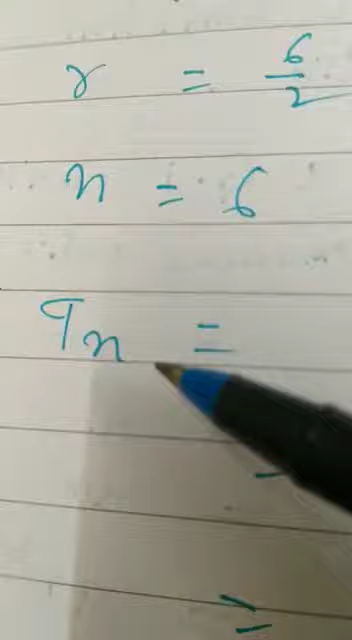 r = 6/2
n = 6
Tn =
=
=